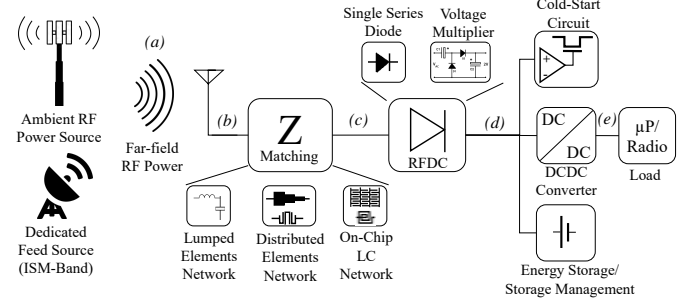 Ambient RF
Power Source
Dedicated
Feed Source
(ISM-Band)
(a)
Far-field
RF Power
(b)
Z
Matching
Lumped
Elements
Network
Distributed
Elements
Network
On-Chip
LC
Network
(c)
Single Series
Diode
Voltage
Multiplier
RFDC
(d)
Cold-Start
Circuit
+
-
DC
DC
DCDC
Converter
(e)
µP/
Radio
Load
Energy Storage/
Storage Management